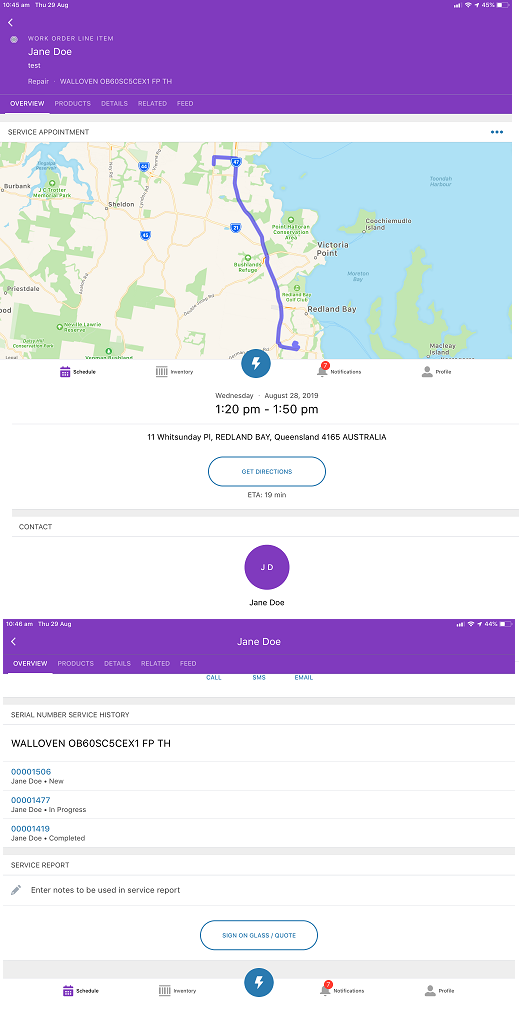 10:45 am Thu 29 Aug
45%
WORK ORDER LINE ITEM
Jane Doe
test
Repair · WALLOVEN OB60SC5CEX1 FP TH
OVERVIEW PRODUCTS DETAILS RELATED FEED
SERVICE APPOINTMENT
44
47
Toondah
Harbour
Burbank
J C Trotter
Memorial Park
Sheldon
Coochiemudlo
Island
45
21
Point Halloran
Conservation
Area
Victoria
Point
Bushlands
Refuge
Moreton
Bay
Priestdale
Redland Bay
Golf Club
Redland Bay
Neville Lawrie
Reserve
Macleay
Island
Venman Bushland
Schedule
Inventory
7
Notifications
Profile
Wednesday · August 28, 2019
1:20 pm - 1:50 pm
11 Whitsunday Pl, REDLAND BAY, Queensland 4165 AUSTRALIA
GET DIRECTIONS
ETA: 19 min
CONTACT
J D
Jane Doe
10:46 am Thu 29 Aug
44%
Jane Doe
OVERVIEW PRODUCTS DETAILS RELATED FEED
CALL SMS EMAIL
SERIAL NUMBER SERVICE HISTORY
WALLOVEN OB60SC5CEX1 FP TH
00001506
Jane Doe • New
00001477
Jane Doe • In Progress
00001419
Jane Doe • Completed
SERVICE REPORT
Enter notes to be used in service report
SIGN ON GLASS / QUOTE
Schedule
Inventory
7
Notifications
Profile